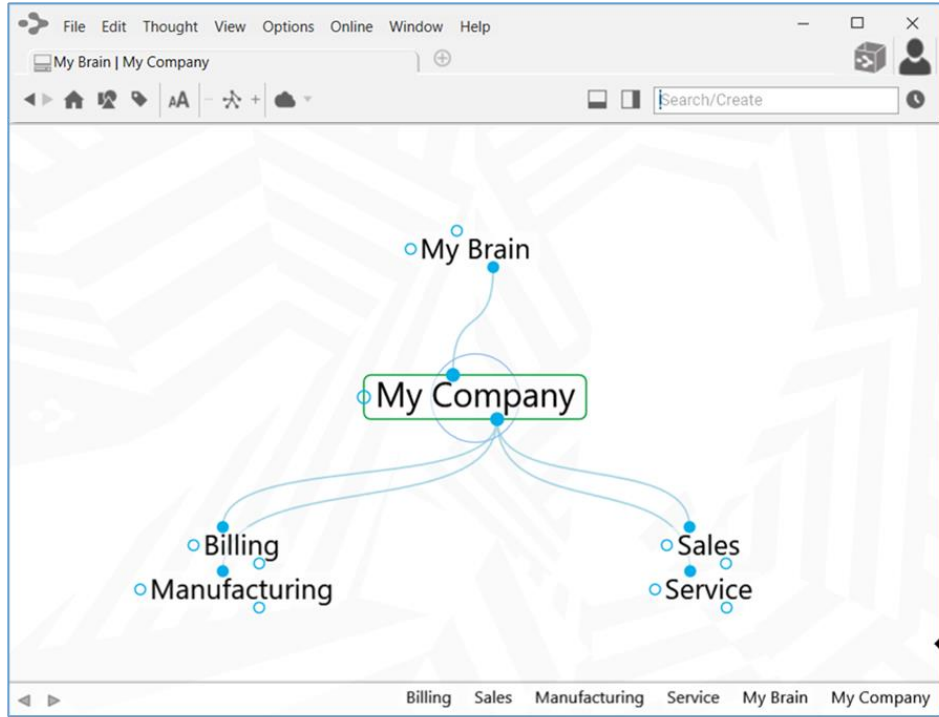 File Edit Thought View Options Online Window Help
My Brain | My Company
AA Search/Create
My Brain
My Company
Billing Sales
Manufacturing Service
Billing Sales Manufacturing Service My Brain My Company